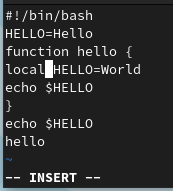 #!/bin/bash
HELLO=Hello
function hello {
local HELLO=World
echo $HELLO
}
echo $HELLO
hello
~
-- INSERT --